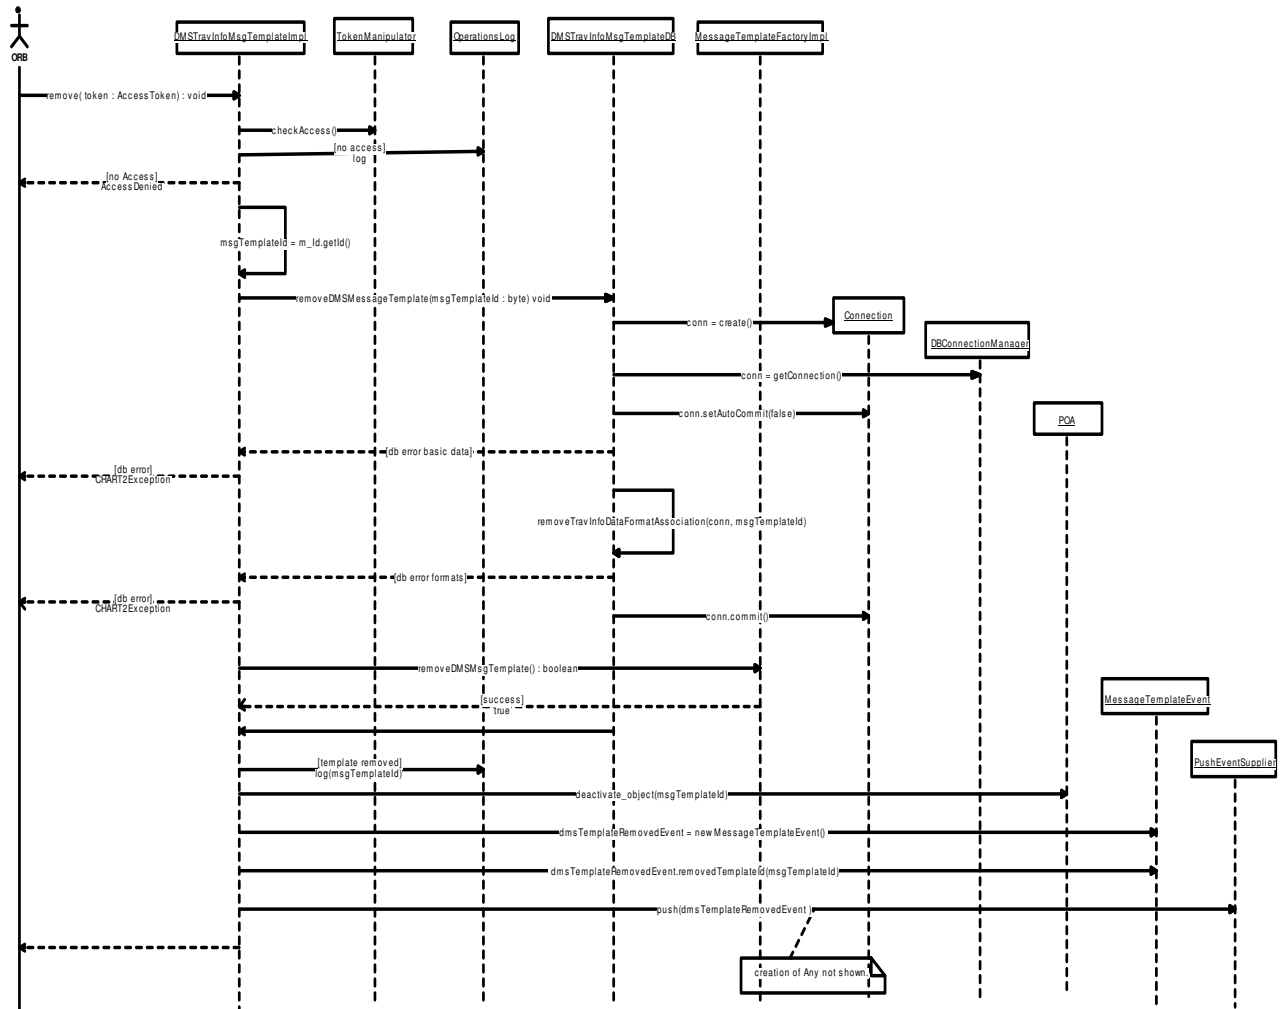 ORB
DMSTravInfoMsgTemplateImpl
TokenManipulator
OperationsLog
DMSTravInfoMsgTemplateDB
MessageTemplateFactoryImpl
remove( token : AccessToken) : void
checkAccess()
[no access]
log
[no Access]
AccessDenied
msgTemplateId = m_Id.getId()
removeDMSMessageTemplate(msgTemplateId : byte) void
Connection
conn = create()
DBConnectionManager
conn = getConnection()
conn.setAutoCommit(false)
POA
[db error basic data]
[db error]
CHART2Exception
removeTravInfoDataFormatAssociation(conn, msgTemplateId)
[db error formats]
[db error],
CHART2Exception
conn.commit()
removeDMSMsgTemplate() : boolean
[success]
true
MessageTemplateEvent
PushEventSupplier
[template removed]
log(msgTemplateId)
deactivate_object(msgTemplateId)
dmsTemplateRemovedEvent = new MessageTemplateEvent()
dmsTemplateRemovedEvent.removedTemplateId(msgTemplateId)
push(dmsTemplateRemovedEvent )
creation of Any not shown.